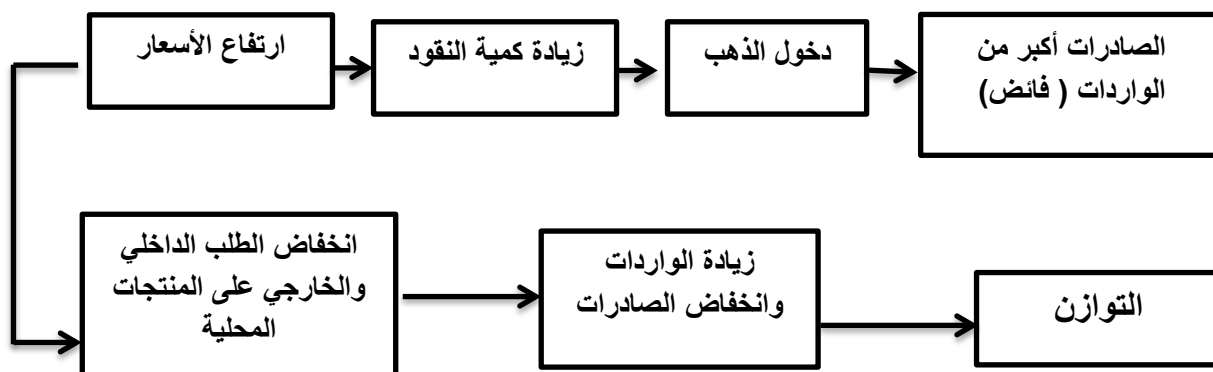 الصادرات أكبر من
الواردات ( فائض)
دخول الذهب
زيادة كمية النقود
ارتفاع الأسعار
انخفاض الطلب الداخلي
والخارجي على المنتجات
المحلية
زيادة الواردات
وانخفاض الصادرات
التوازن